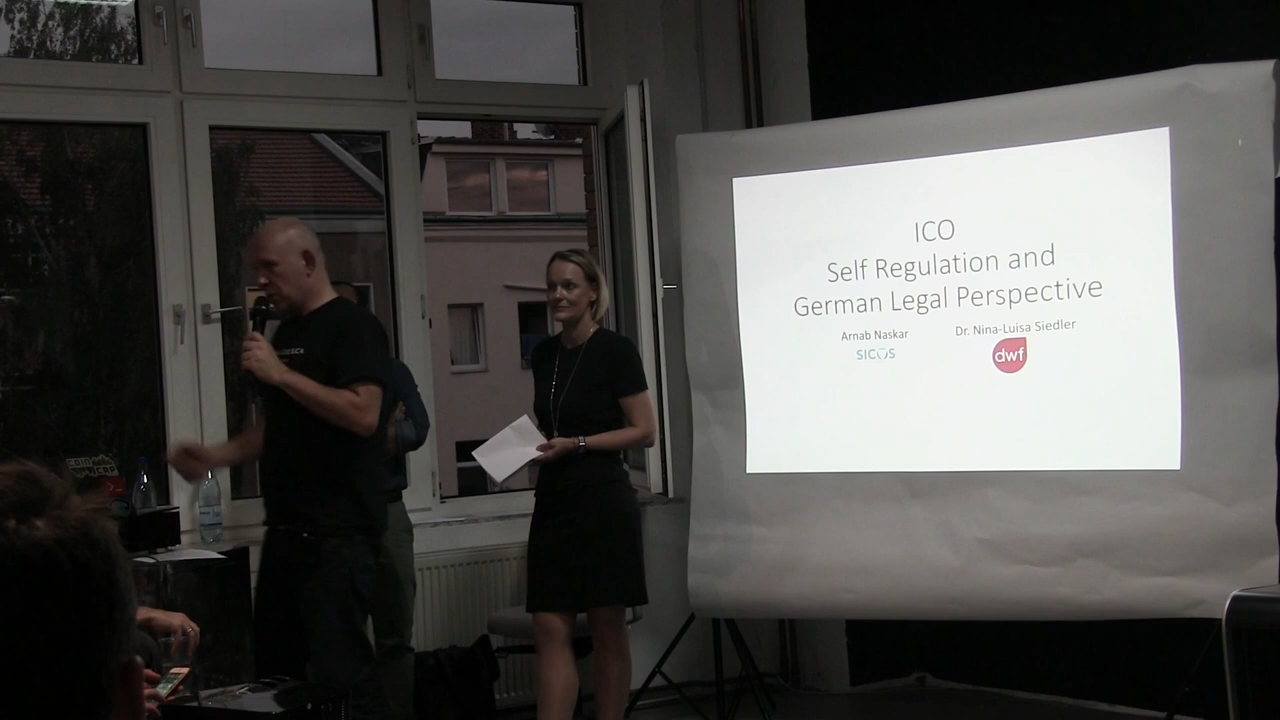 ICO
Self Regulation and
German Legal Perspective
Arnab Naskar
Dr. Nina-Luisa Siedler
SICOS
dwf